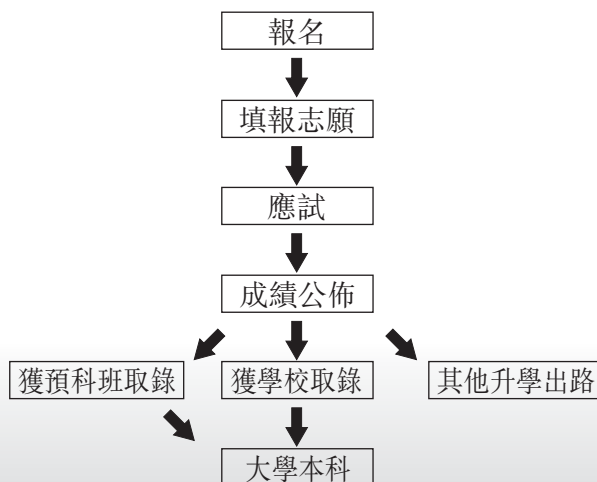 報名
填報志願
應試
成績公佈
獲預科班取錄
獲學校取錄
其他升學出路
大學本科